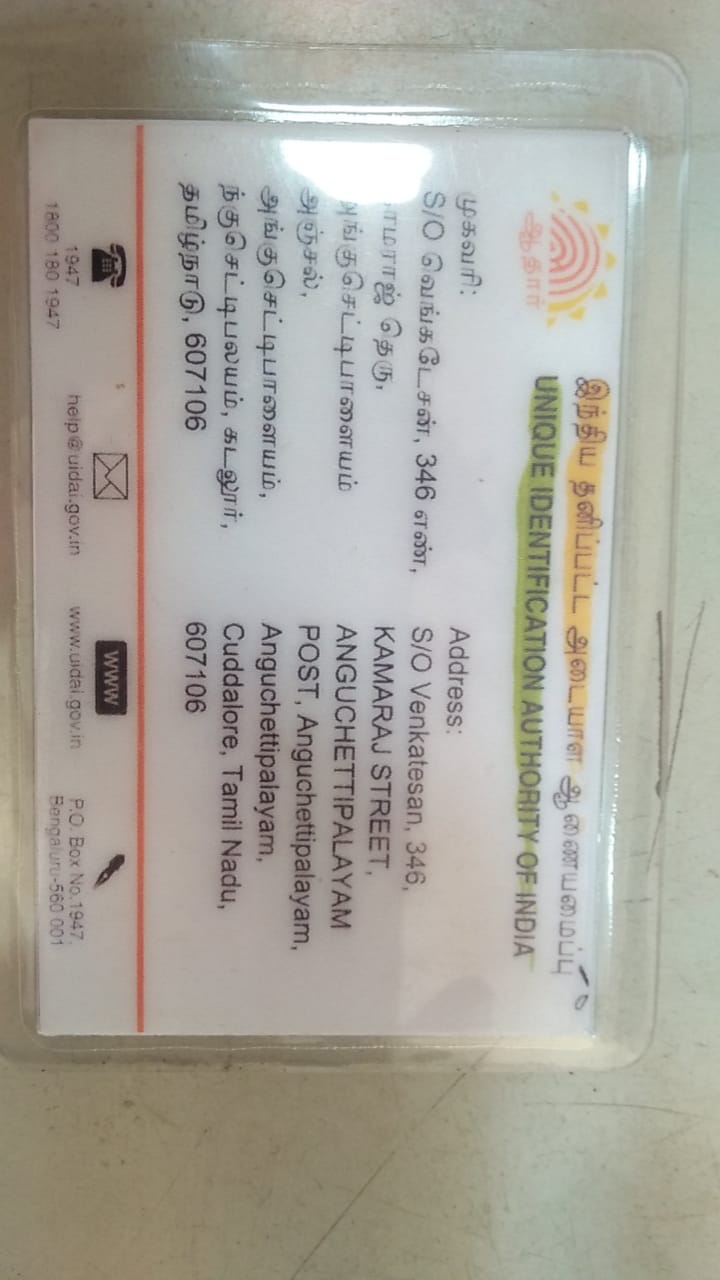 ஆதார்
இந்திய தனிப்பட்ட அடையாள ஆணையமைப்பு
UNIQUE IDENTIFICATION AUTHORITY OF INDIA
முகவரி:
S/O வெங்கடேசன், 346 எண்,
தெரு,
அங்குசெட்டிபாளையம்
அஞ்சல்,
அங்குசெட்டிபாளையம்,
ங்குசெட்டிபலயம், கடலூர்,
தமிழ்நாடு, 607106
Address:
S/O Venkatesan, 346,
KAMARAJ STREET,
ANGUCHETTIPALAYAM
POST, Anguchettipalayam,
Anguchettipalayam,
Cuddalore, Tamil Nadu,
607106
1947
1800 180 1947
help@uidai.gov.in
WWW
www.uidai.gov.in
P.O. Box No.1947,
Bengaluru-560 001